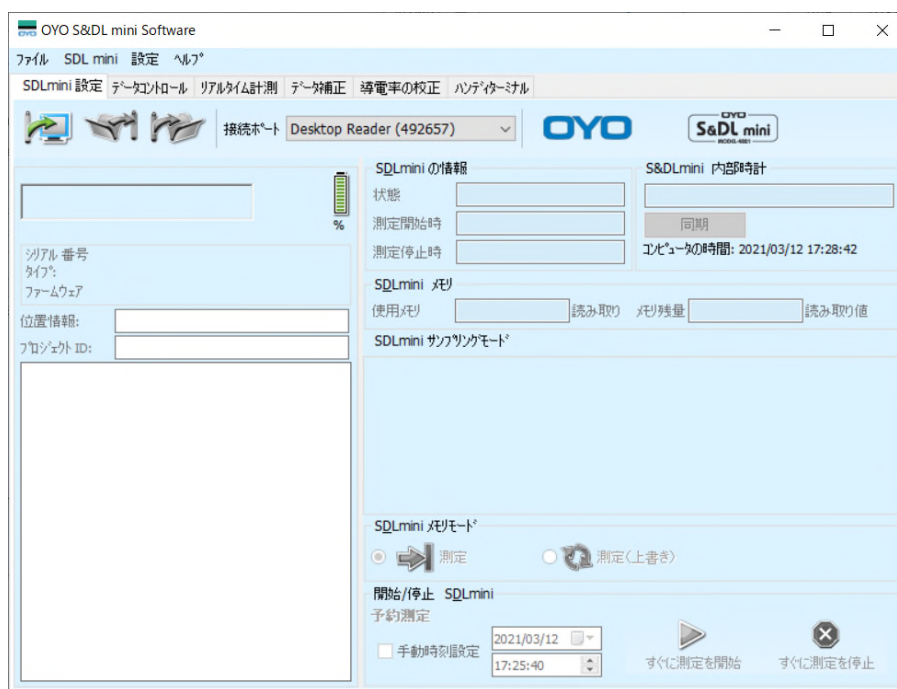 OYO S&DL mini Software
ﾌｧｲﾙ SDL mini 設定 ﾍﾙﾌﾟ
SDLmini 設定 ﾃﾞｰﾀｺﾝﾄﾛｰﾙ ﾘｱﾙﾀｲﾑ計測 ﾃﾞｰﾀ補正 導電率の校正 ﾊﾝﾃﾞｨﾀｰﾐﾅﾙ
接続ﾎﾟｰﾄ Desktop Reader (492657) OYO OYO S&DL mini MODEL-4801
%
ｼﾘｱﾙ 番号
ﾀｲﾌﾟ:
ﾌｧｰﾑｳｪｱ
位置情報:
ﾌﾟﾛｼﾞｪｸﾄ ID:
SDLminiの情報
状態
測定開始時
測定停止時
S&DLmini 内部時計
同期
ｺﾝﾋﾟｭｰﾀの時間: 2021/03/12 17:28:42
SDLmini ﾒﾓﾘ
使用ﾒﾓﾘ 読み取り ﾒﾓﾘ残量 読み取り値
SDLmini ｻﾝﾌﾟﾘﾝｸﾞﾓｰﾄﾞ
SDLmini ﾒﾓﾘﾓｰﾄﾞ
測定 測定(上書き)
開始/停止 SDLmini
予約測定
手動時刻設定 2021/03/12
17:25:40
すぐに測定を開始 すぐに測定を停止